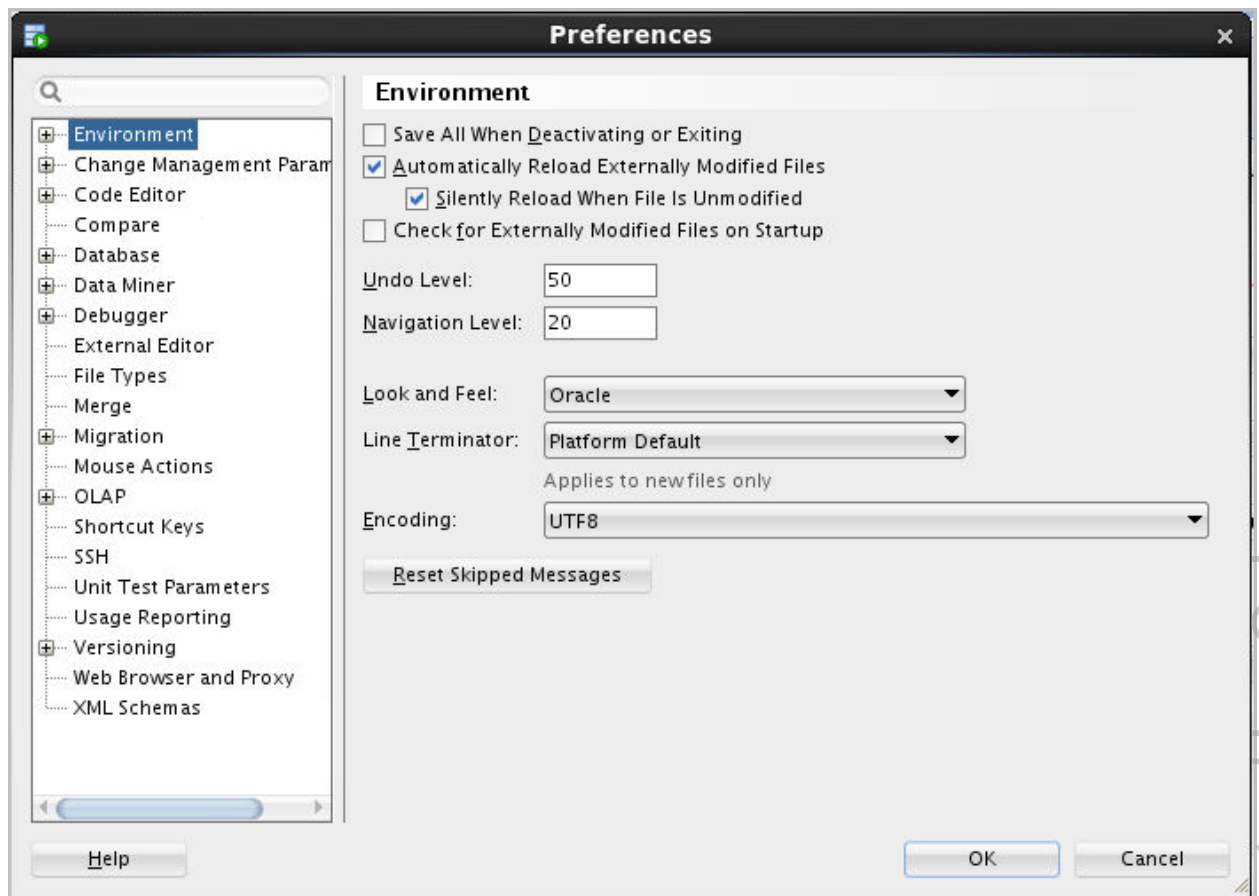 Preferences
Environment
Change Management Param
Code Editor
Compare
Database
Data Miner
Debugger
External Editor
File Types
Merge
Migration
Mouse Actions
OLAP
Shortcut Keys
SSH
Unit Test Parameters
Usage Reporting
Versioning
Web Browser and Proxy
XML Schemas
Environment
Save All When Deactivating or Exiting
Automatically Reload Externally Modified Files
Silently Reload When File Is Unmodified
Check for Externally Modified Files on Startup
Undo Level: 50
Navigation Level: 20
Look and Feel: Oracle
Line Terminator: Platform Default
Applies to new files only
Encoding: UTF8
Reset Skipped Messages
Help OK Cancel